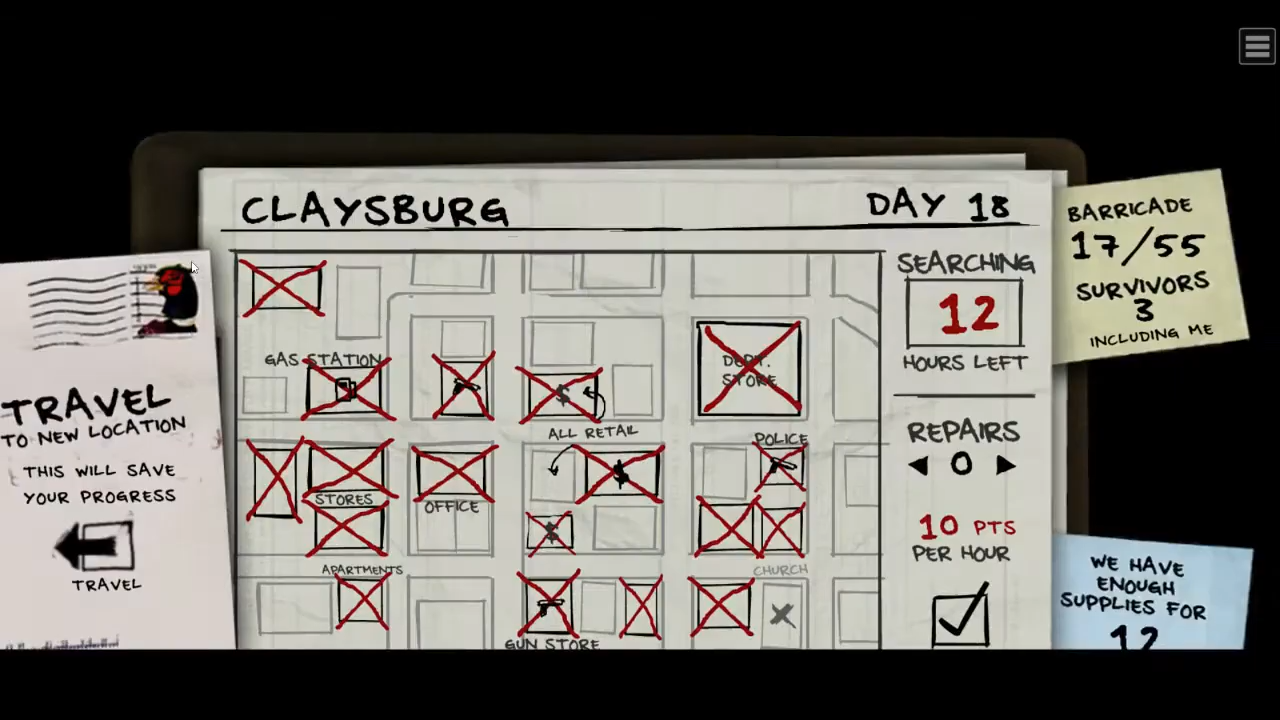 CLAYSBURG
DAY 18
BARRICADE
17/55
SURVIVORS
3
INCLUDING ME
SEARCHING
12
HOURS LEFT
REPAIRS
0
10 PTS
PER HOUR
WE HAVE
ENOUGH
SUPPLIES FOR
12
TRAVEL
TO NEW LOCATION
THIS WILL SAVE
YOUR PROGRESS
TRAVEL
GAS STATION
$
DEPT.
STORE
ALL RETAIL
POLICE
$
STORES
OFFICE
$
APARTMENTS
CHURCH
GUN STORE